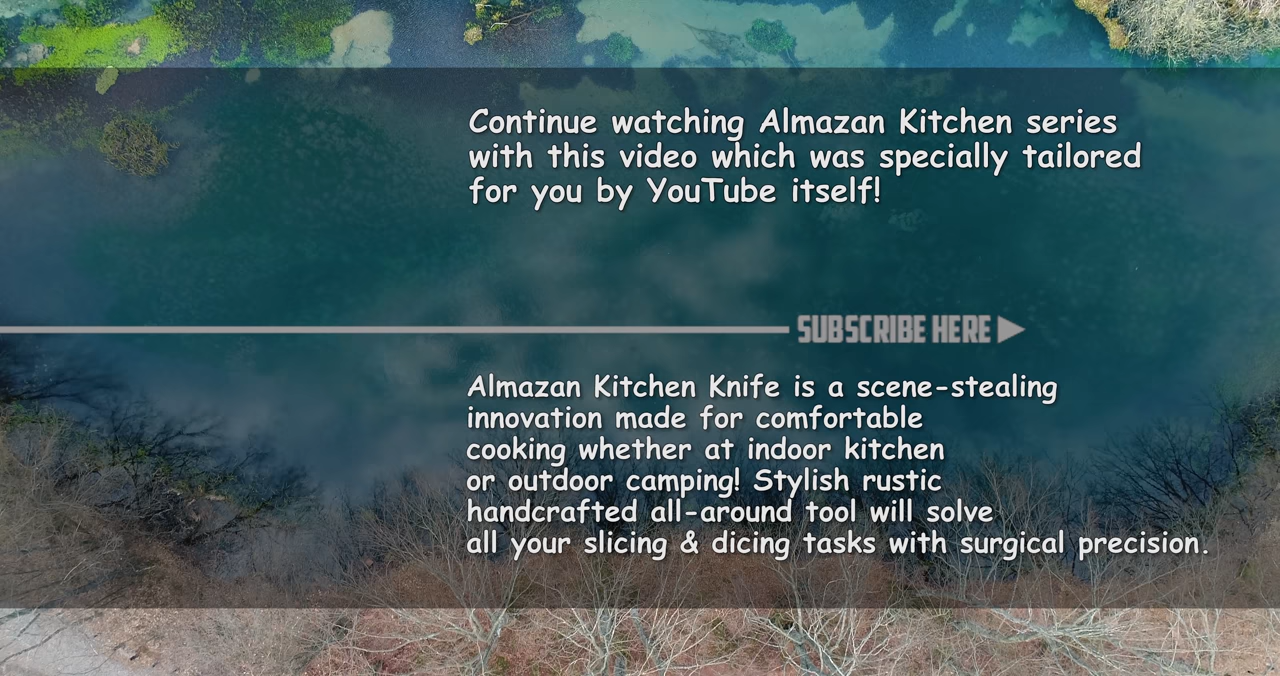 Continue watching Almazan Kitchen series
with this video which was specially tailored
for you by YouTube itself!
SUBSCRIBE HERE
Almazan Kitchen Knife is a scene-stealing
innovation made for comfortable
cooking whether at indoor kitchen
or outdoor camping! Stylish rustic
handcrafted all-around tool will solve
all your slicing & dicing tasks with surgical precision.